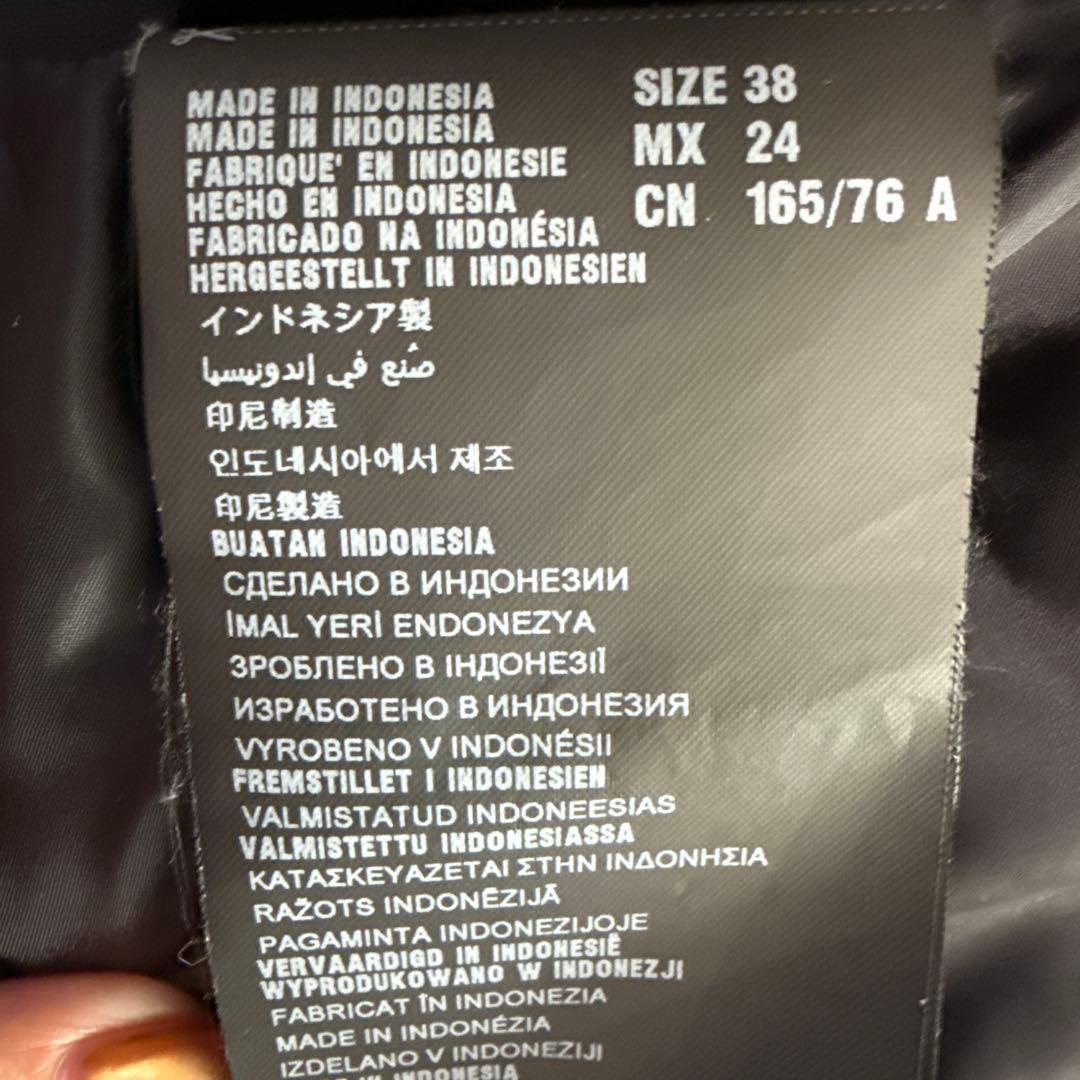 MADE IN INDONESIA
MADE IN INDONESIA
FABRIQUE' EN INDONESIE
HECHO EN INDONESIA
FABRICADO NA INDONÉSIA
HERGEESTELLT IN INDONESIEN
インドネシア製
صُنع في إندونيسيا
印尼制造
인도네시아에서 제조
印尼製造
BUATAN INDONESIA
СДЕЛАНО В ИНДОНЕЗИИ
İMAL YERİ ENDONEZYA
ЗРОБЛЕНО В ІНДОНЕЗІЇ
ИЗРАБОТЕНО В ИНДОНЕЗИЯ
VYROBENO V INDONÉSII
FREMSTILLET I INDONESIEN
VALMISTATUD INDONEESIAS
VALMISTETTU INDONESIASSA
ΚΑΤΑΣΚΕΥΑΖΕΤΑΙ ΣΤΗΝ ΙΝΔΟΝΗΣΙΑ
RAŽOTS INDONĒZIJĀ
PAGAMINTA INDONEZIJOJE
VERVAARDIGD IN INDONESIË
WYPRODUKOWANO W INDONEZJI
FABRICAT ÎN INDONEZIA
MADE IN INDONÉZIA
IZDELANO V INDONEZIJI
IN INDONESIA
SIZE 38
MX 24
CN 165/76 A